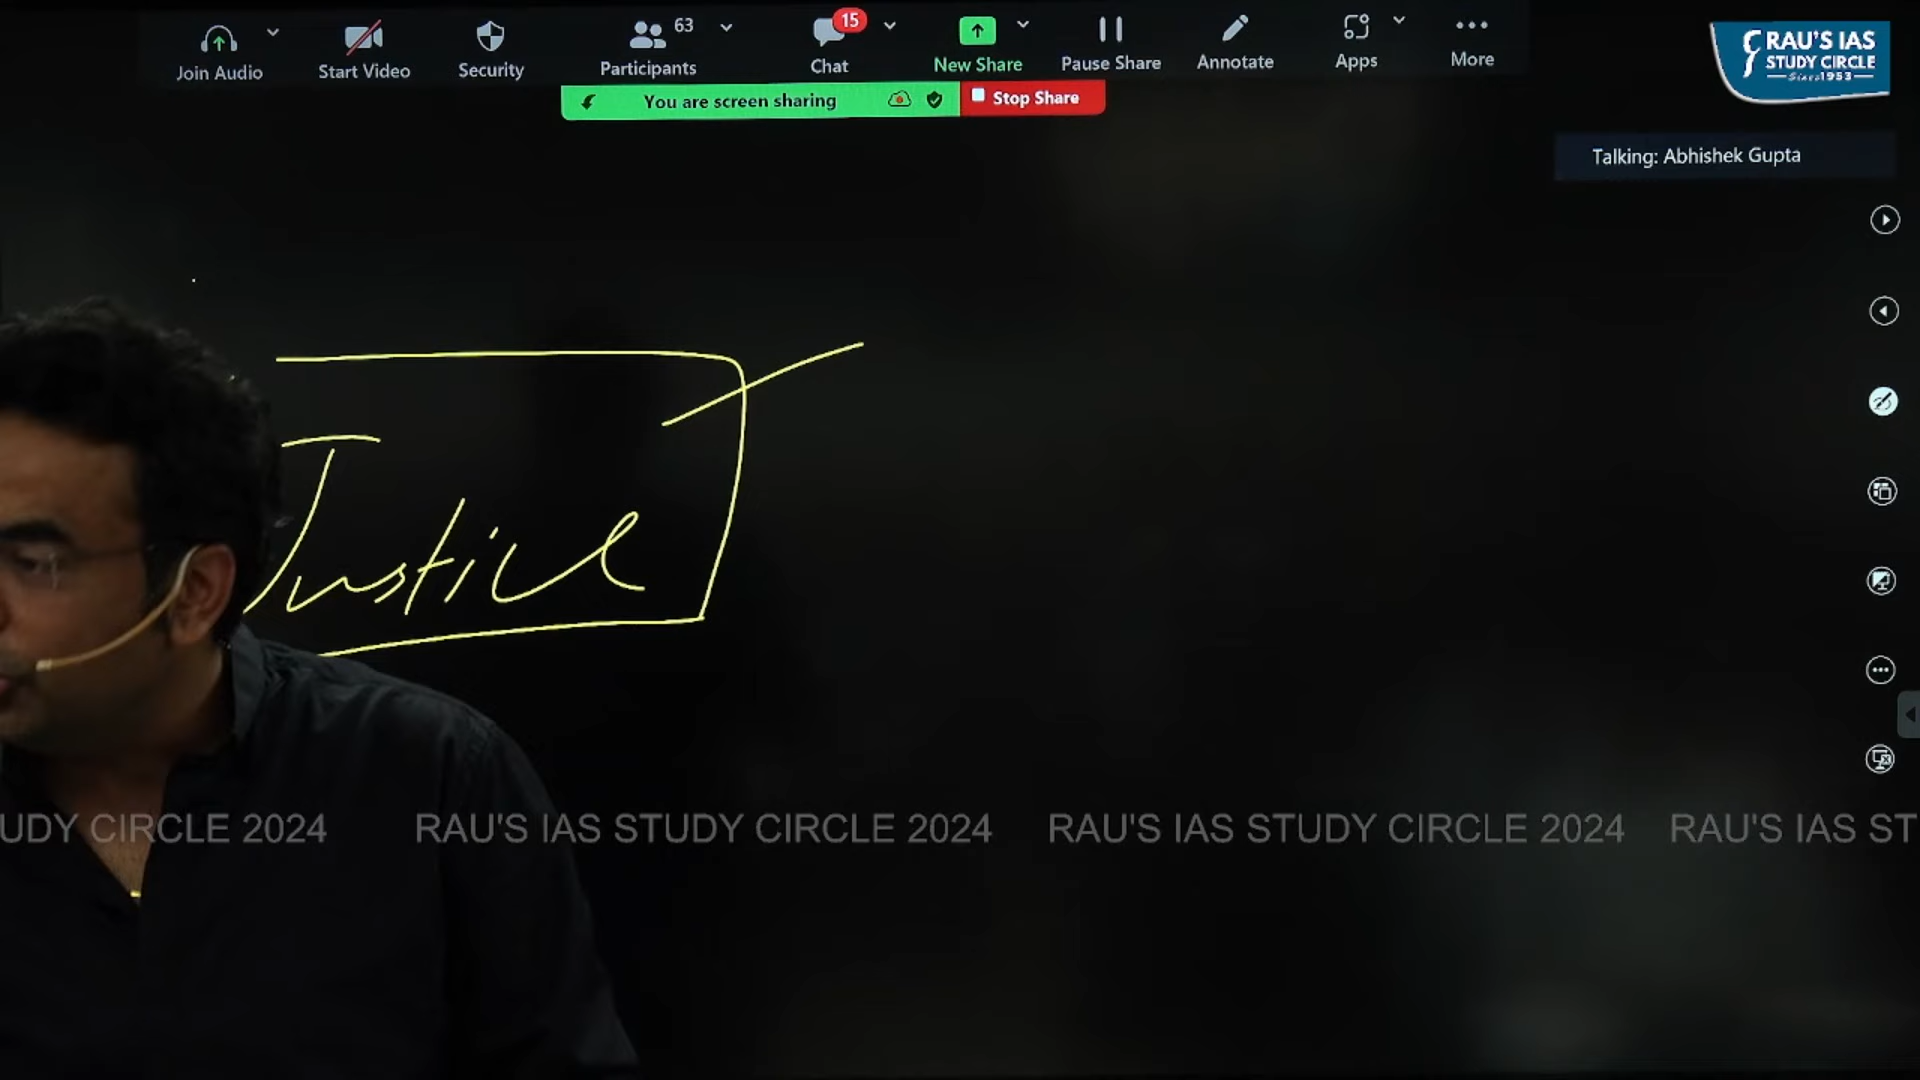 Join Audio
Start Video
Security
63
Participants
15
Chat
New Share
Pause Share
Annotate
Apps
More
You are screen sharing
Stop Share
RAU'S IAS
STUDY CIRCLE
Since 1953
Talking: Abhishek Gupta
Justice
UDY CIRCLE 2024 RAU'S IAS STUDY CIRCLE 2024 RAU'S IAS STUDY CIRCLE 2024 RAU'S IAS ST